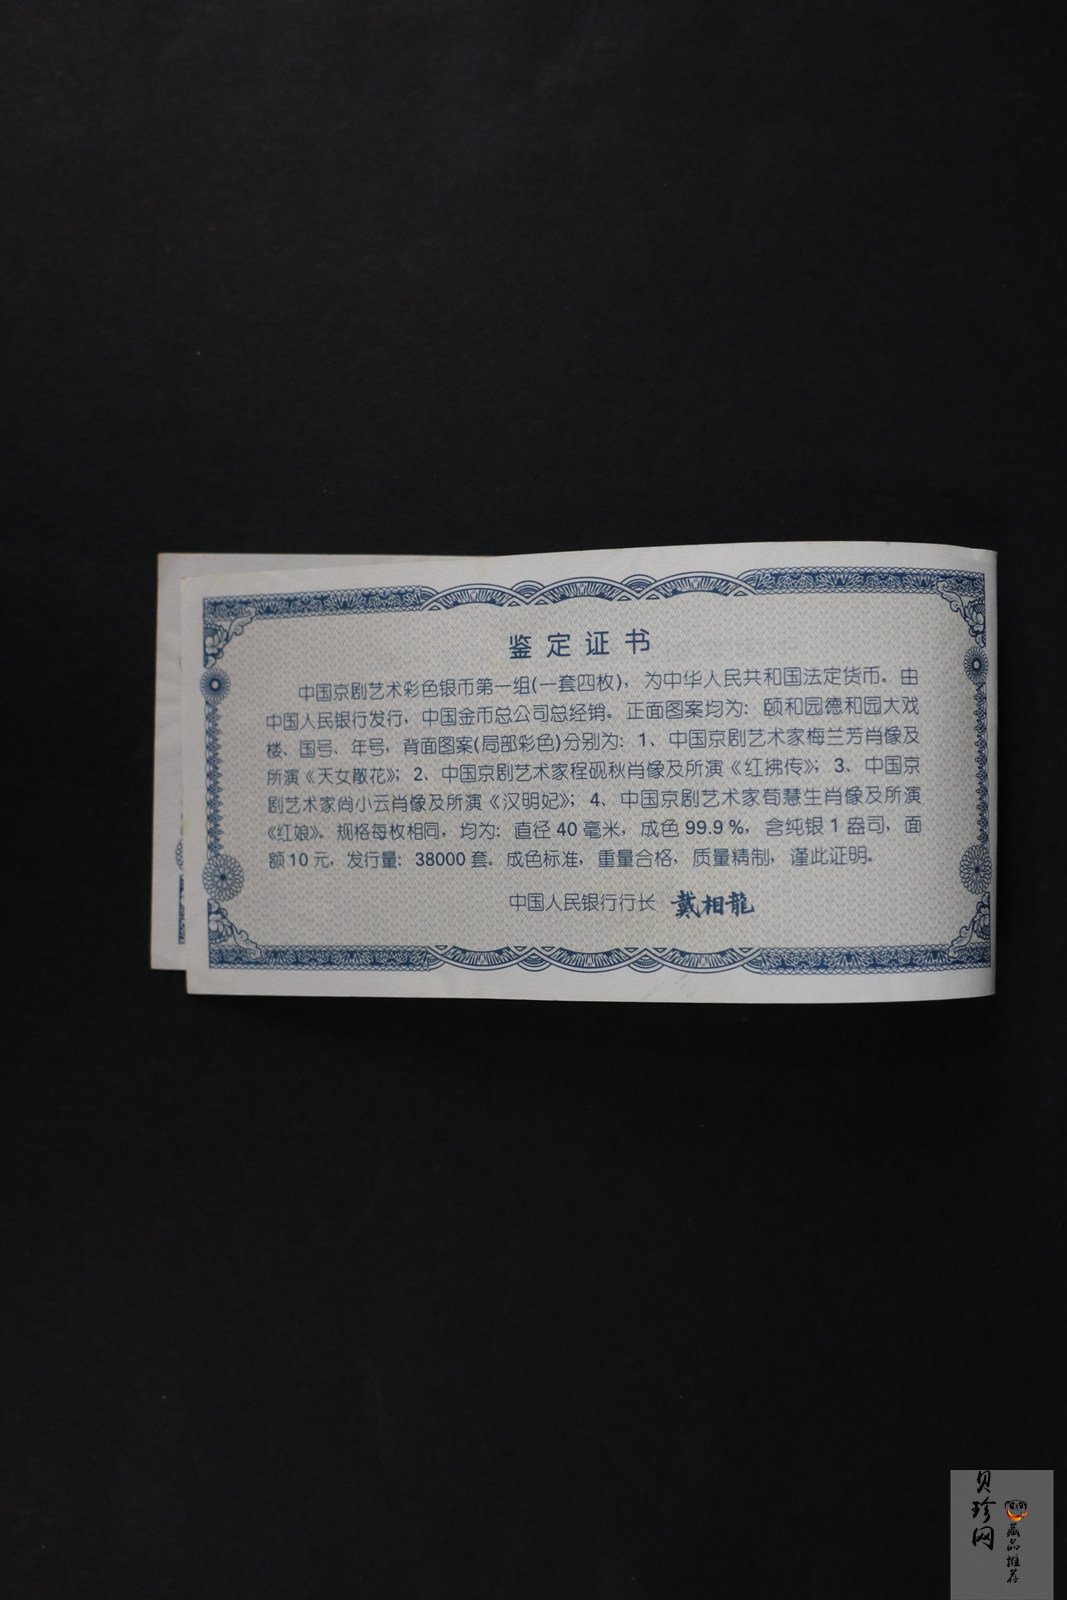 鉴定证书
中国京剧艺术彩色银币第一组(一套四枚)，为中华人民共和国法定货币。由
中国人民银行发行，中国金币总公司总经销。正面图案均为：颐和园德和园大戏
楼、国号、年号，背面图案(局部彩色)分别为：1、中国京剧艺术家梅兰芳肖像及
所演《天女散花》；2、中国京剧艺术家程砚秋肖像及所演《红拂传》；3、中国京
剧艺术家尚小云肖像及所演《汉明妃》；4、中国京剧艺术家荀慧生肖像及所演
《红娘》。规格每枚相同，均为：直径40毫米，成色99.9%，含纯银1盎司，面
额10元，发行量：38000套。成色标准，重量合格，质量精制，谨此证明。
中国人民银行行长 戴相龍
贝珍网
藏品推荐